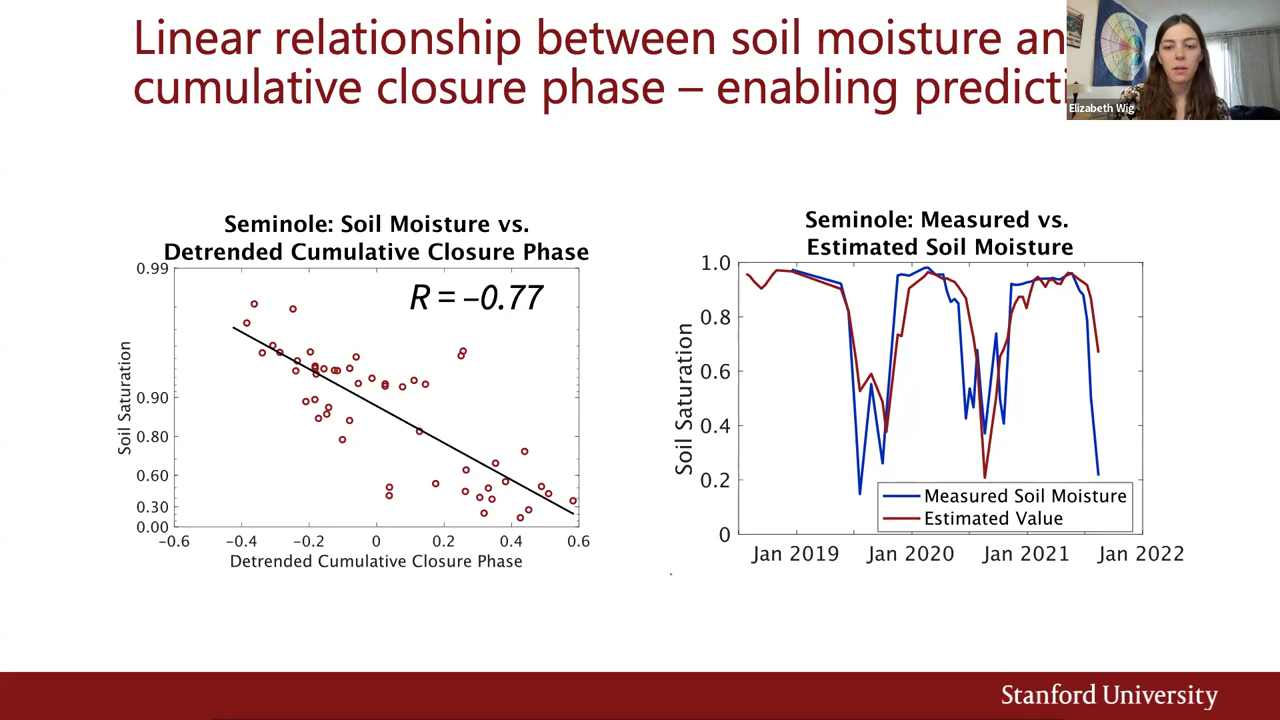 Linear relationship between soil moisture an
cumulative closure phase – enabling predicti
Elizabeth Wig
Seminole: Soil Moisture vs.
Detrended Cumulative Closure Phase
R = –0.77
Soil Saturation
0.99
0.90
0.80
0.60
0.30
0.00
–0.6
–0.4
–0.2
0
0.2
0.4
0.6
Detrended Cumulative Closure Phase
Seminole: Measured vs.
Estimated Soil Moisture
Soil Saturation
1.0
0.8
0.6
0.4
0.2
0
Measured Soil Moisture
Estimated Value
Jan 2019
Jan 2020
Jan 2021
Jan 2022
Stanford University